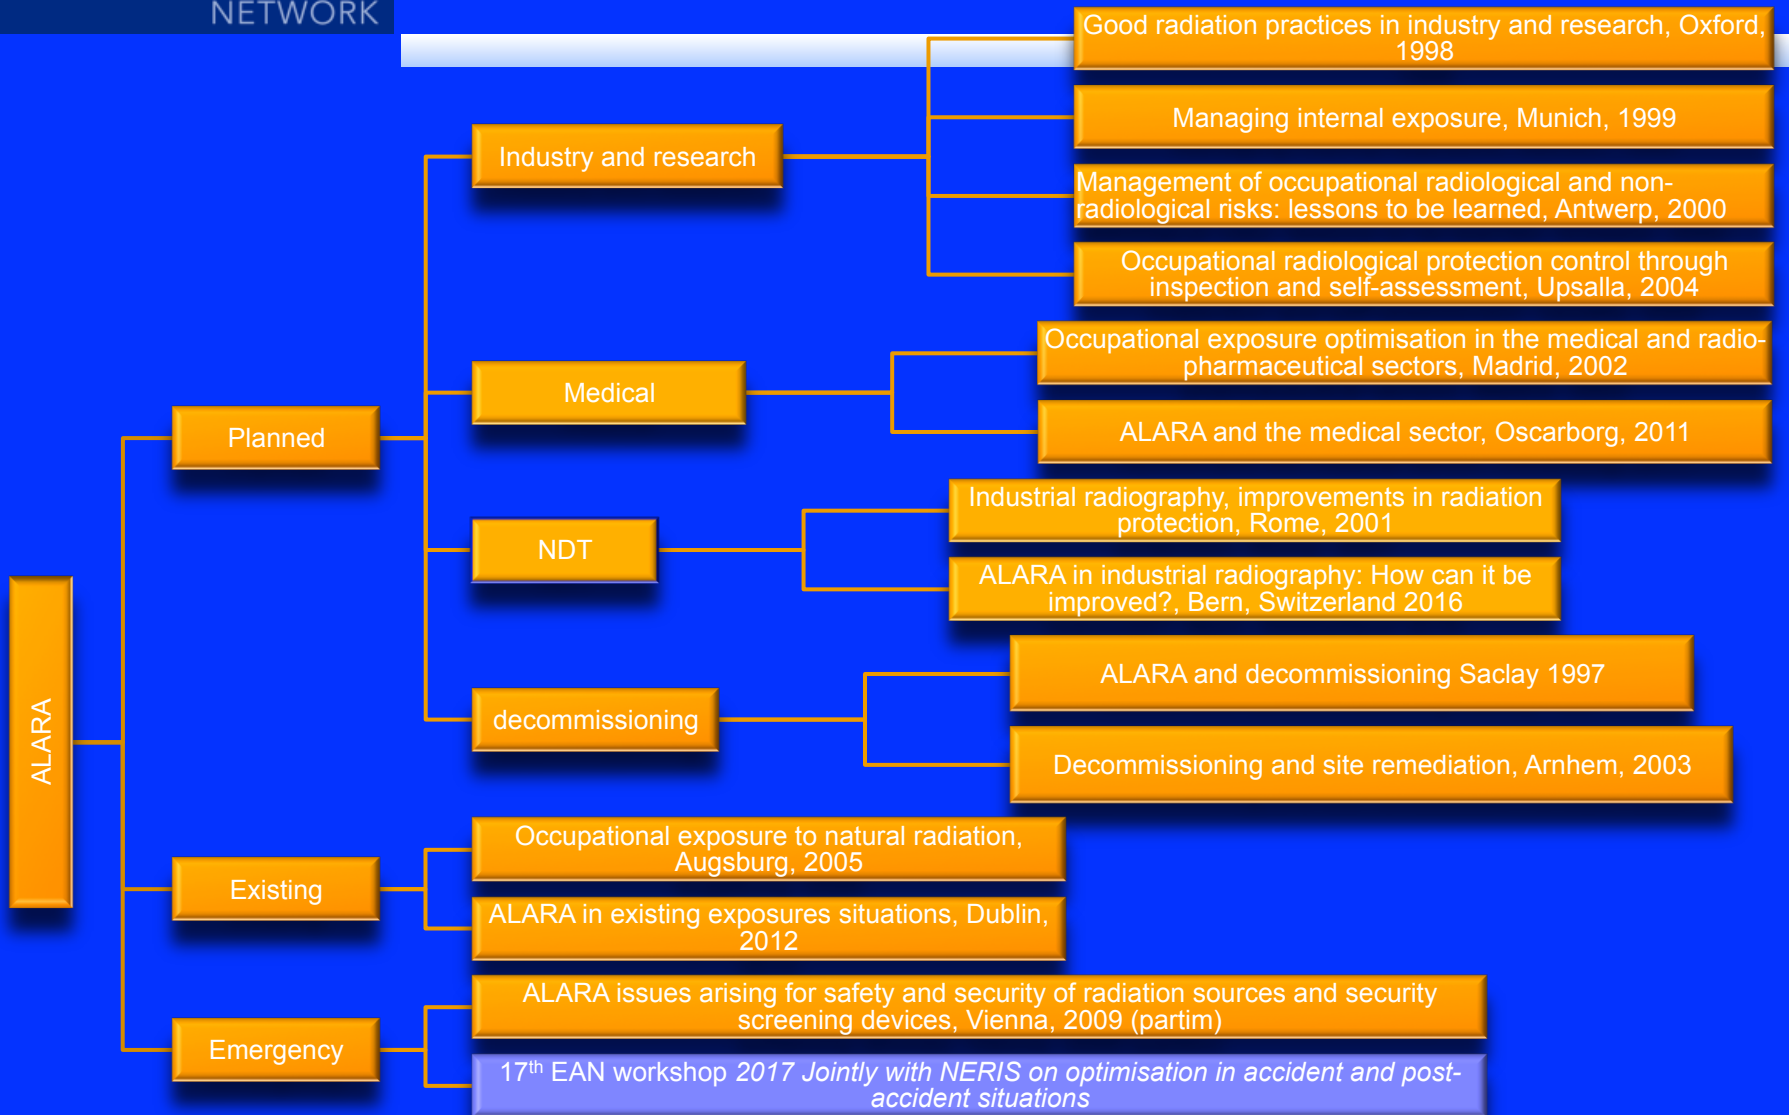 NETWORK
Good radiation practices in industry and research, Oxford,
1998
Managing internal exposure, Munich, 1999
Industry and research
Management of occupational radiological and non-
radiological risks: lessons to be learned, Antwerp, 2000
Occupational radiological protection control through
inspection and self-assessment, Upsalla, 2004
Occupational exposure optimisation in the medical and radio-
pharmaceutical sectors, Madrid, 2002
Medical
ALARA and the medical sector, Oscarborg, 2011
Planned
Industrial radiography, improvements in radiation
protection, Rome, 2001
NDT
ALARA in industrial radiography: How can it be
improved?, Bern, Switzerland 2016
ALARA and decommissioning Saclay 1997
decommissioning
Decommissioning and site remediation, Arnhem, 2003
ALARA
Occupational exposure to natural radiation,
Augsburg, 2005
Existing
ALARA in existing exposures situations, Dublin,
2012
ALARA issues arising for safety and security of radiation sources and security
screening devices, Vienna, 2009 (partim)
Emergency
17th EAN workshop 2017 Jointly with NERIS on optimisation in accident and post-
accident situations